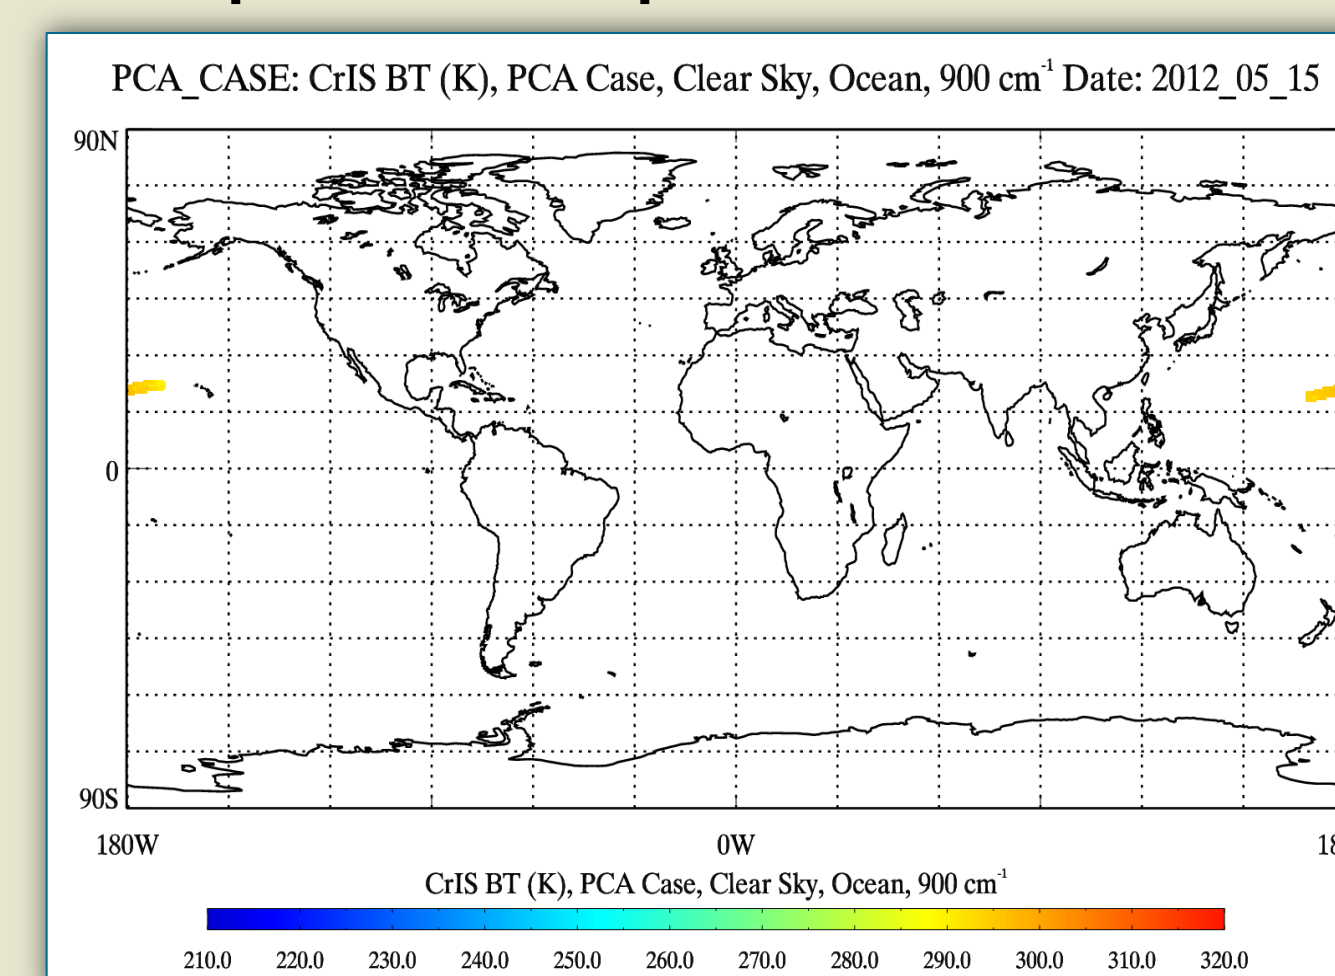 PCA_CASE: CrIS BT (K), PCA Case, Clear Sky, Ocean, 900 cm⁻¹ Date: 2012_05_15
90N
0
90S
180W 0W
CrIS BT (K), PCA Case, Clear Sky, Ocean, 900 cm⁻¹
210.0 220.0 230.0 240.0 250.0 260.0 270.0 280.0 290.0 300.0 310.0 320.0